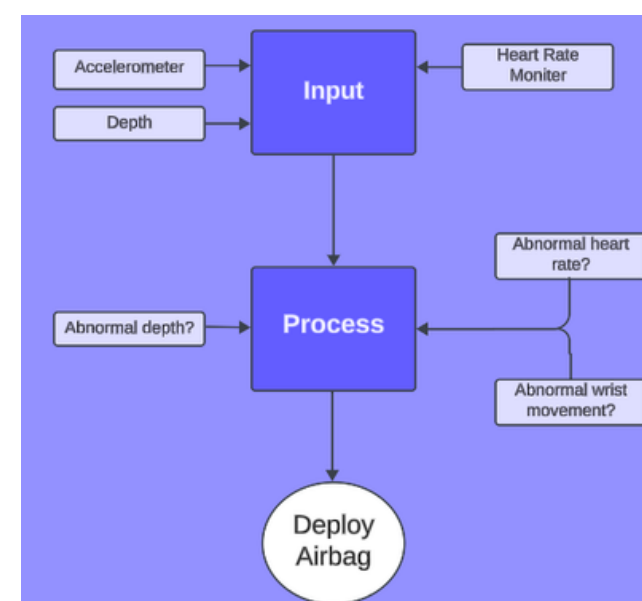 Accelerometer
Input
Heart Rate
Moniter
Depth
Abnormal heart
rate?
Abnormal depth?
Process
Abnormal wrist
movement?
Deploy
Airbag